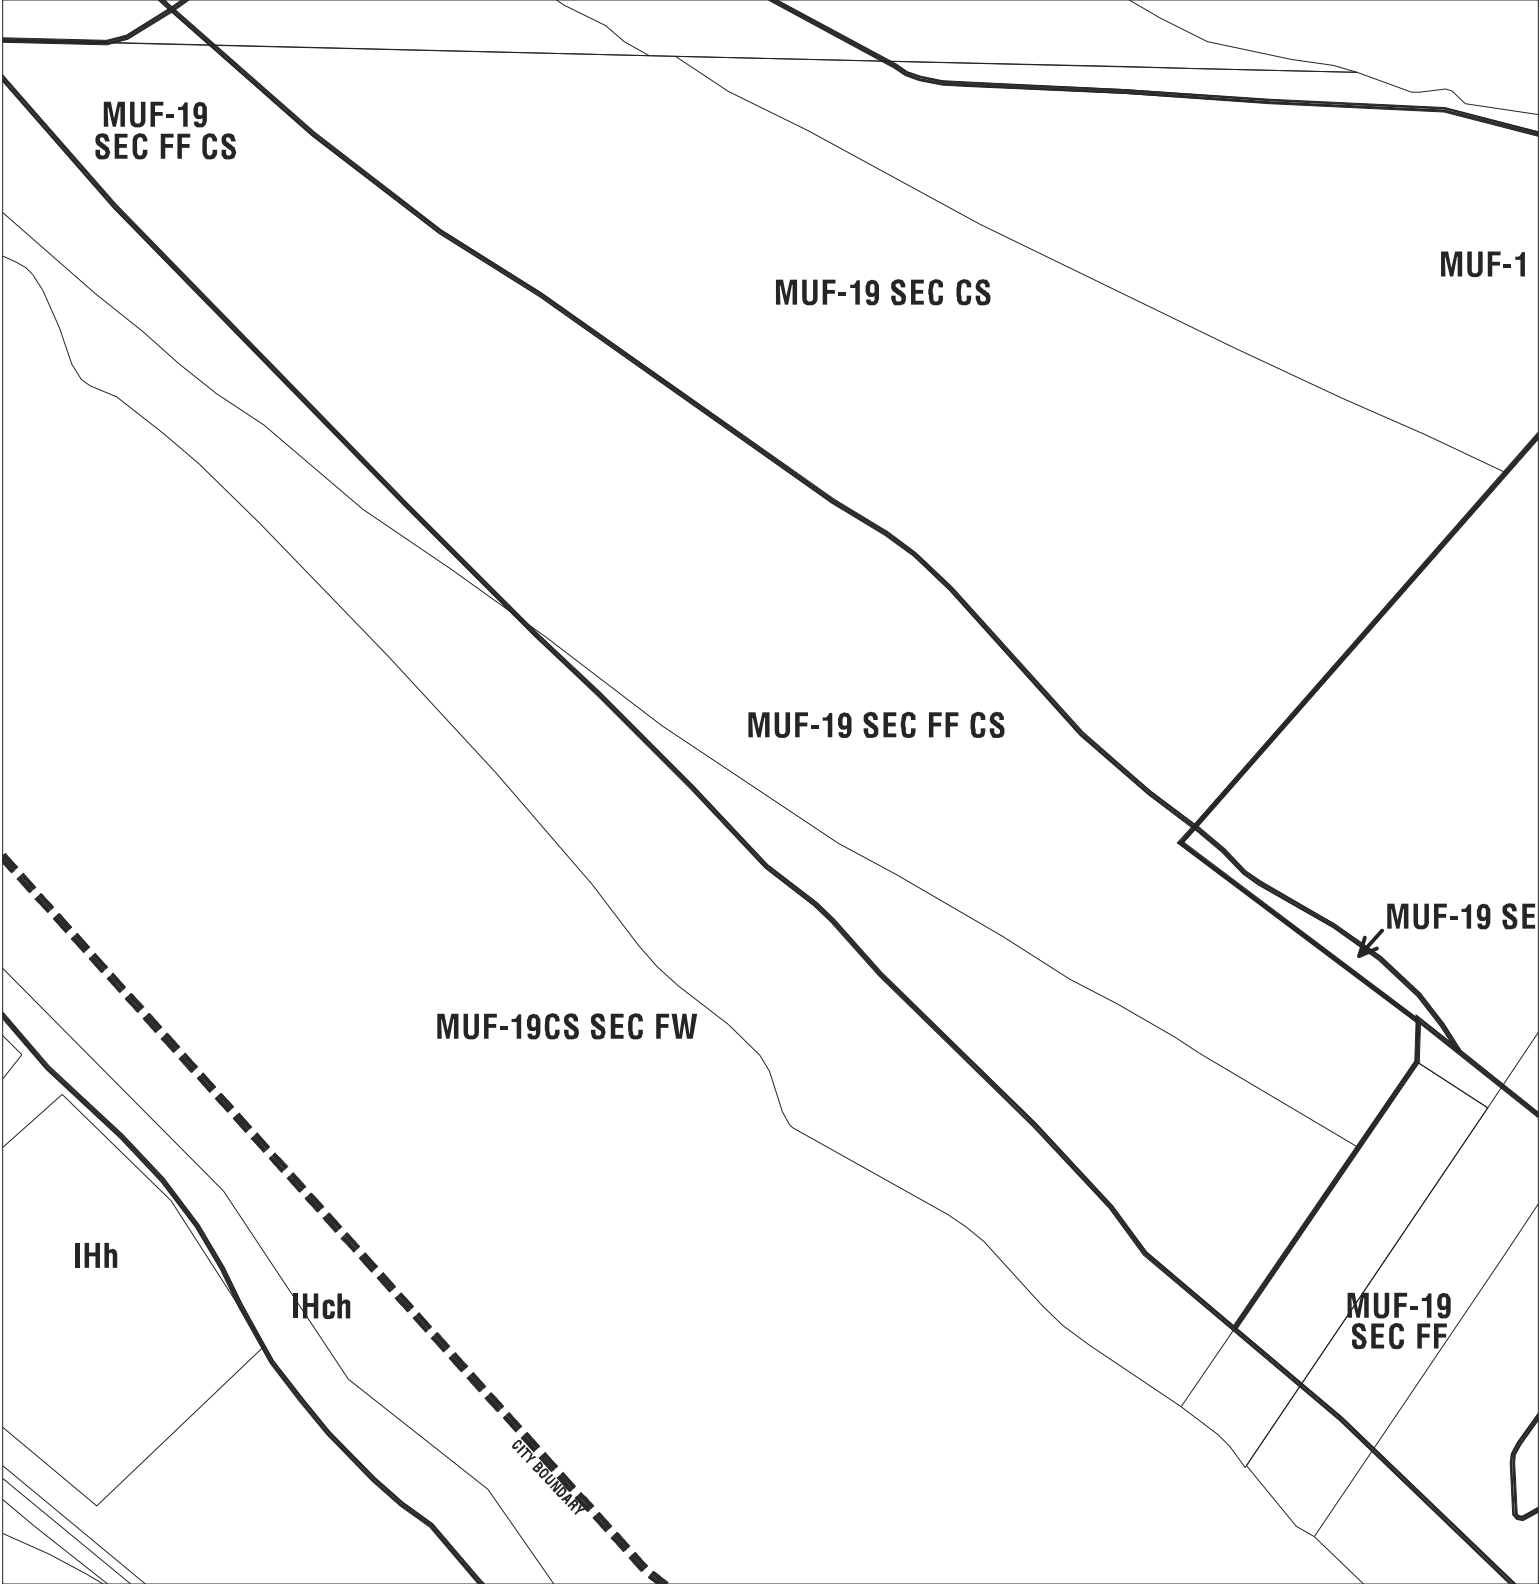 MUF-19
SEC FF CS
MUF-1
MUF-19 SEC CS
MUF-19 SEC FF CS
MUF-19 SE
MUF-19CS SEC FW
IHh
IHch
MUF-19
SEC FF
CITY BOUNDARY